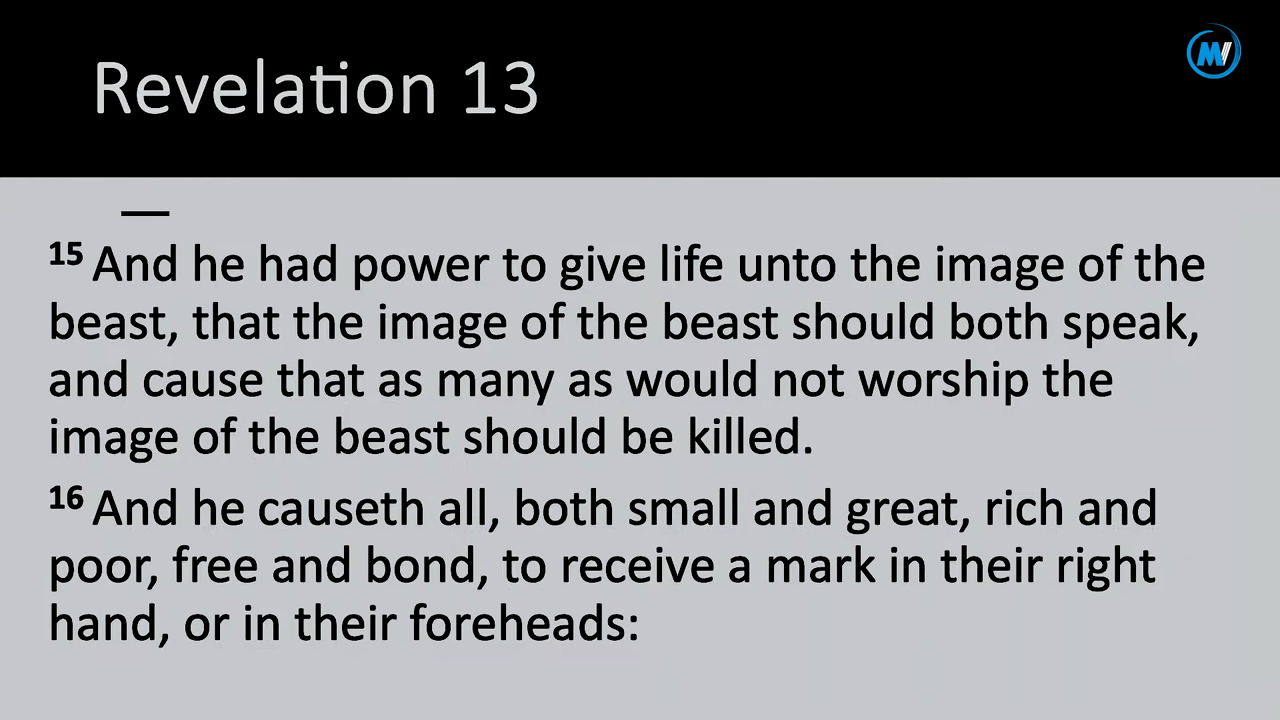 Revelation 13
MV
15 And he had power to give life unto the image of the
beast, that the image of the beast should both speak,
and cause that as many as would not worship the
image of the beast should be killed.
16 And he causeth all, both small and great, rich and
poor, free and bond, to receive a mark in their right
hand, or in their foreheads: